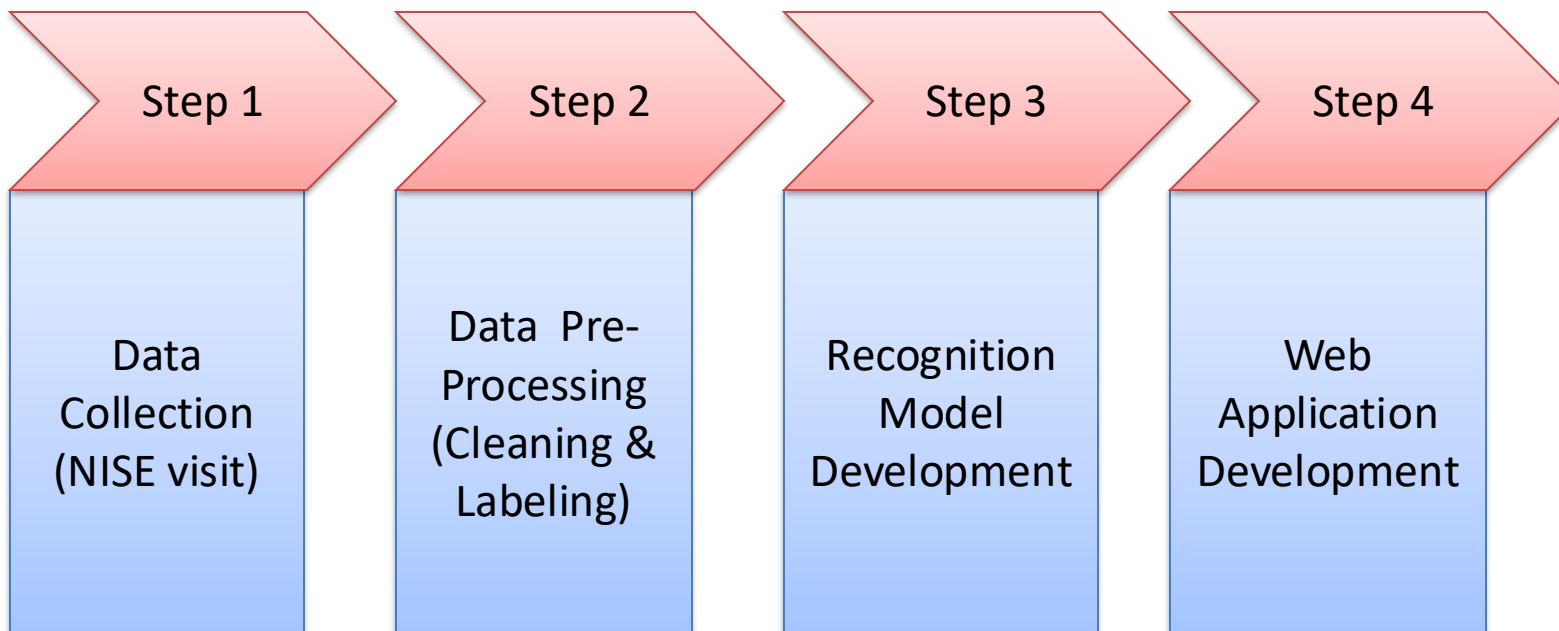 Step 1
Step 2
Step 3
Step 4
Data
Collection
(NISE visit)
Data  Pre-
Processing
(Cleaning &
Labeling)
Recognition
Model
Development
Web
Application
Development